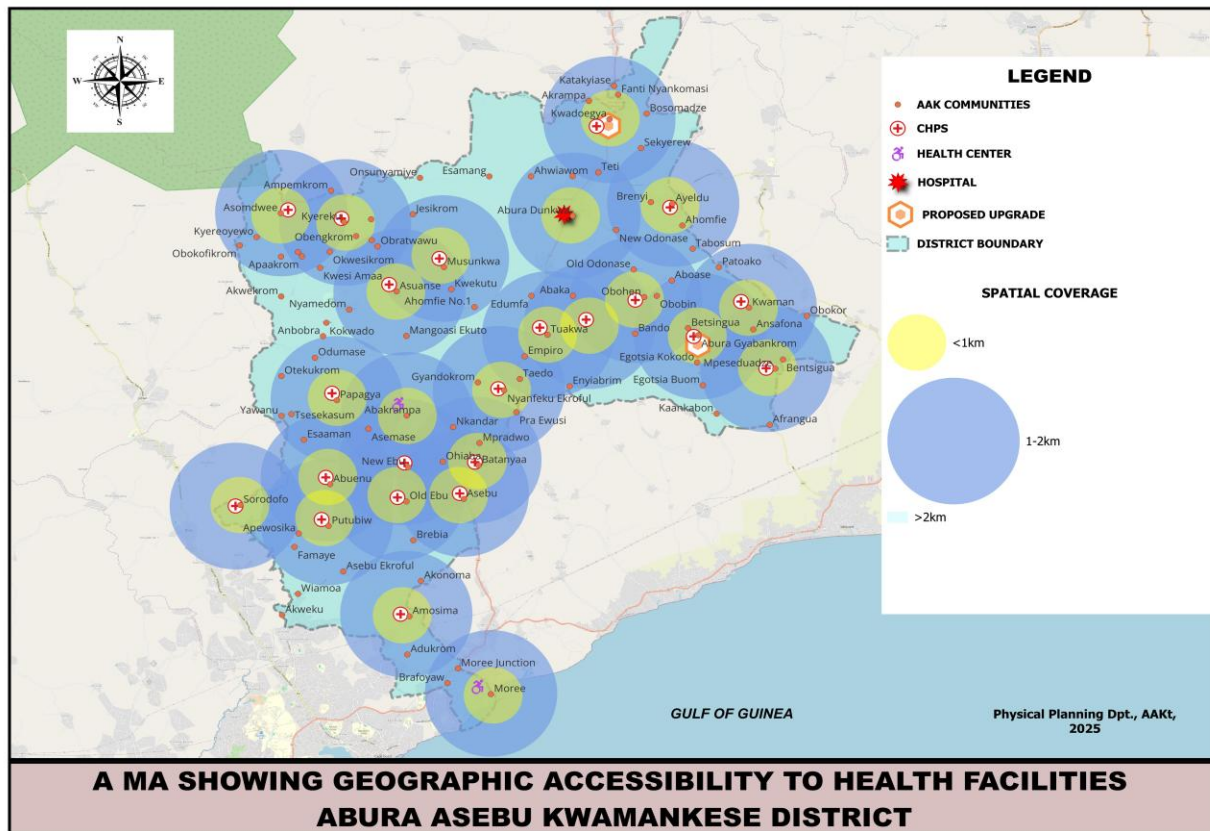 N
W
E
S
Katakyiase
Fanti Nyankomasi
Akrampa
Kwadoegya
Bosomadze
Sekyerew
Onsunyamiye
Esamang
Ahwiawom
Teti
Ampemkrom
Asomdwee
Kyerek
Jesikrom
Abura Dunk
Brenyi
Ayeldu
Ahomfie
Kyereoyewo
Obengkrom
Obratwawu
New Odonase
Tabosum
Obokofikrom
Apaakrom
Okwesikrom
Musunkwa
Old Odonase
Patoako
Kwesi Amaa
Asuanse
Kwekutu
Aboase
Akwekrom
Nyamedom
Ahomfie No.1
Edumfa
Abaka
Obohen
Obobin
Kwaman
Obokor
Anbobra
Kokwado
Mangoasi Ekuto
Tuakwa
Bando
Betsingua
Ansafona
Abura Gyabankrom
Odumase
Empiro
Egotsia Kokodo
Mpeseduadze
Bentsigua
Otekukrom
Gyandokrom
Taedo
Enyiabrim
Egotsia Buom
Papagya
Abakrampa
Nyanfeku Ekroful
Yawanu
Tsesekasum
Pra Ewusi
Kaankabon
Afrangua
Esaaman
Asemase
Nkandar
Mpradwo
New Ebu
Ohiaba
Batanyaa
Abuenu
Old Ebu
Asebu
Sorodofo
Putubiw
Apewosika
Brebia
Famaye
Asebu Ekroful
Akonoma
Wiamoa
Akweku
Amosima
Adukrom
Moree Junction
Brafoyaw
Moree
LEGEND
AAK COMMUNITIES
CHPS
HEALTH CENTER
HOSPITAL
PROPOSED UPGRADE
DISTRICT BOUNDARY
SPATIAL COVERAGE
<1km
1-2km
>2km
GULF OF GUINEA
Physical Planning Dpt., AAKt,
2025
A MA SHOWING GEOGRAPHIC ACCESSIBILITY TO HEALTH FACILITIES
ABURA ASEBU KWAMANKESE DISTRICT